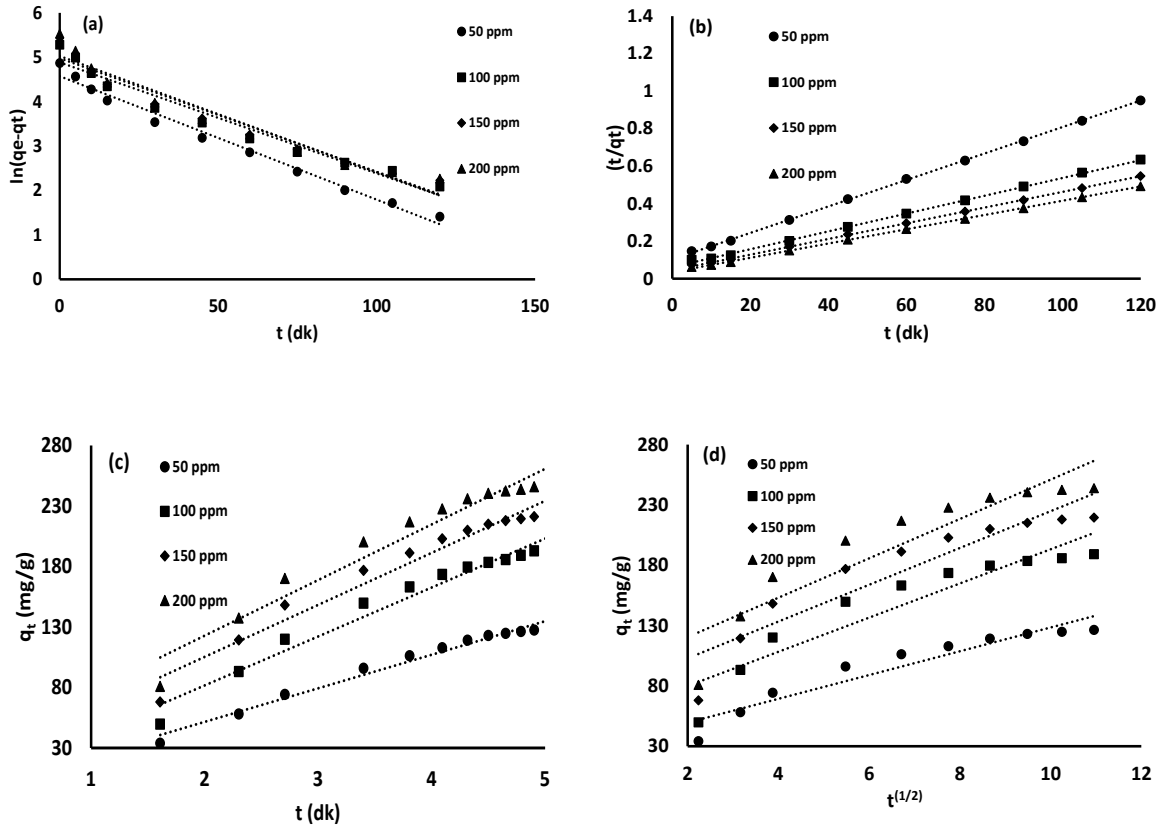 (a)
6
5
4
3
2
1
0
ln(qe-qt)
0 50 100 150
t (dk)
50 ppm
100 ppm
150 ppm
200 ppm
(b)
1.4
1.2
1
0.8
0.6
0.4
0.2
0
(t/qt)
0 20 40 60 80 100 120
t (dk)
50 ppm
100 ppm
150 ppm
200 ppm
(c)
280
230
180
130
80
30
qt (mg/g)
1 2 3 4 5
t (dk)
50 ppm
100 ppm
150 ppm
200 ppm
(d)
280
230
180
130
80
30
qt (mg/g)
2 4 6 8 10 12
t(1/2)
50 ppm
100 ppm
150 ppm
200 ppm